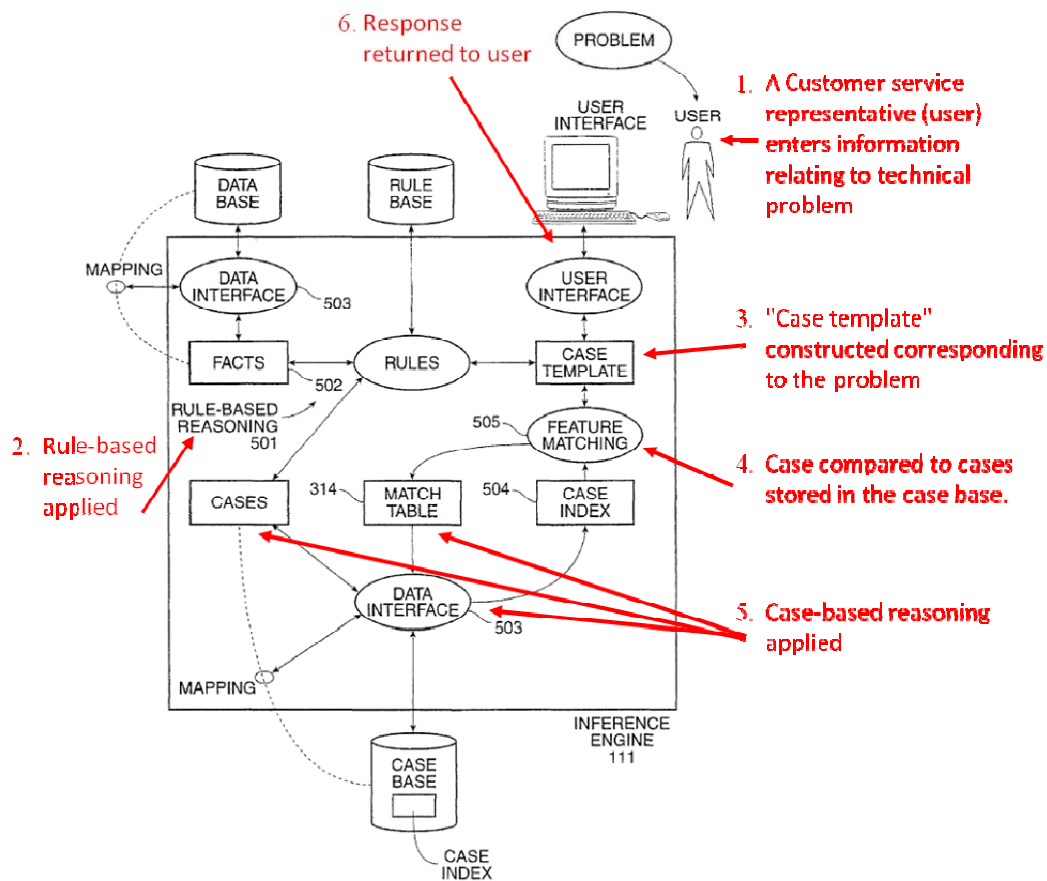 6. Response
returned to user
PROBLEM
1. A Customer service
representative (user)
enters information
relating to technical
problem
USER
INTERFACE
USER
DATA
BASE
RULE
BASE
MAPPING
DATA
INTERFACE
503
USER
INTERFACE
3. "Case template"
constructed corresponding
to the problem
FACTS
502
RULES
CASE
TEMPLATE
RULE-BASED
REASONING
501
505
FEATURE
MATCHING
2. Rule-based
reasoning
applied
4. Case compared to cases
stored in the case base.
CASES
314
MATCH
TABLE
504
CASE
INDEX
DATA
INTERFACE
503
5. Case-based reasoning
applied
MAPPING
INFERENCE
ENGINE
111
CASE
BASE
CASE
INDEX